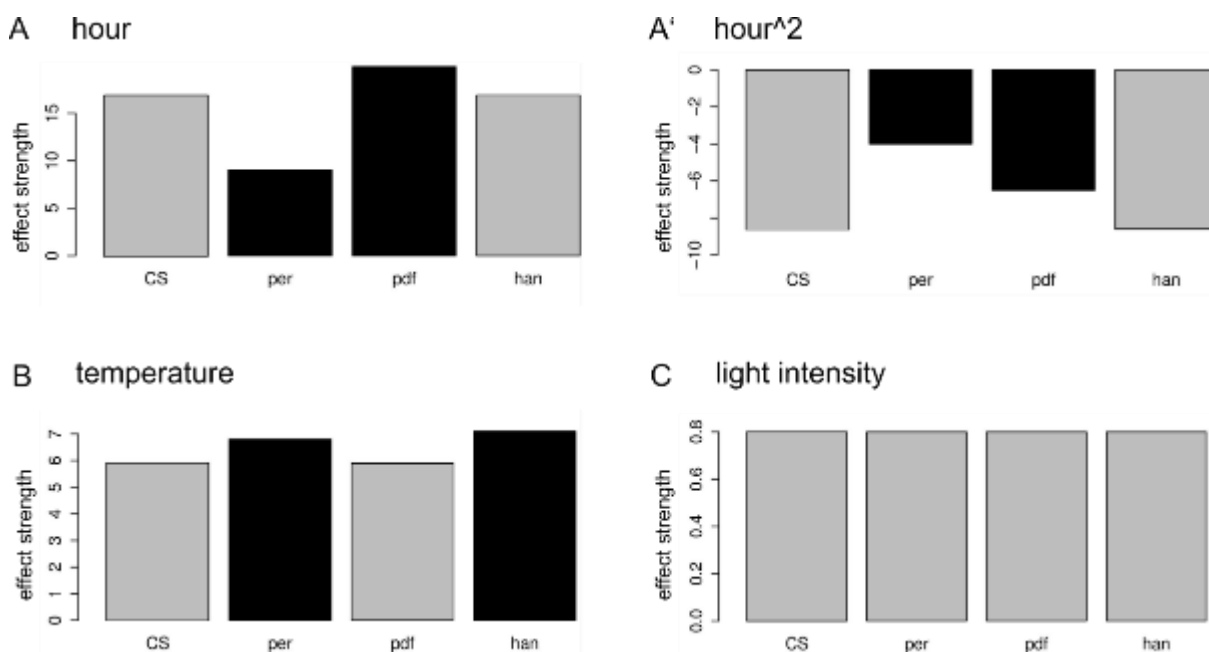 A hour
effect strength
0 5 10 15
CS per pdf han
A' hour^2
effect strength
0 -2 -4 -6 -10
CS per pdf han
B temperature
effect strength
0 1 2 3 4 5 6 7
CS per pdf han
C light intensity
effect strength
0.0 0.2 0.4 0.6 0.8
CS per pdf han